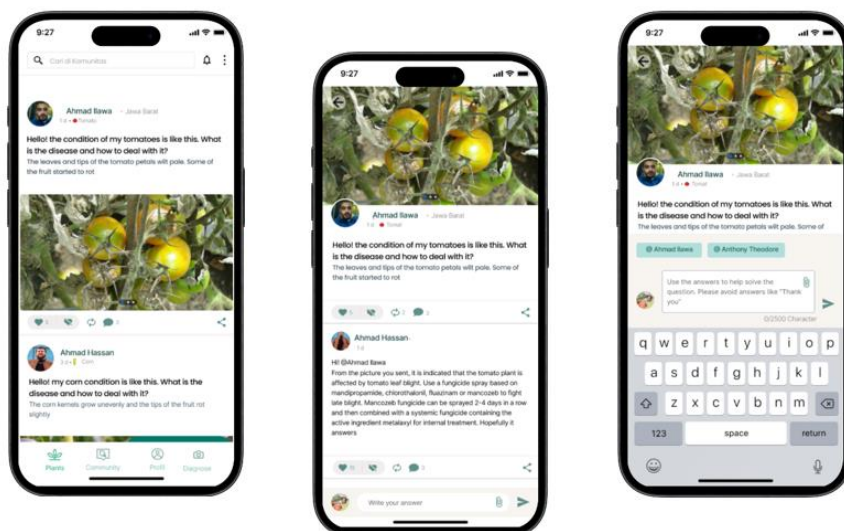 9:27
Cari di Komunitas
Ahmad Ilawa • Jawa Barat
1 d • Tomato
Hello! the condition of my tomatoes is like this. What
is the disease and how to deal with it?
The leaves and tips of the tomato petals wilt pale. Some of
the fruit started to rot
Ahmad Hassan
3 d • Corn
Hello! my corn condition is like this. What is the
disease and how to deal with it?
The corn kernels grow unevenly and the tips of the fruit rot
slightly
Plants Community Profil Diagnose
9:27
Ahmad Ilawa • Jawa Barat
1 d • Tomat
Hello! the condition of my tomatoes is like this. What
is the disease and how to deal with it?
The leaves and tips of the tomato petals wilt pale. Some of
the fruit started to rot
Ahmad Hassan
1 d
Hi! @Ahmad Ilawa
From the picture you sent, it is indicated that the tomato plant is
affected by tomato leaf blight. Use a fungicide spray based on
mandipropamide, chlorothalonil, fluazinam or mancozeb to fight
late blight. Mancozeb fungicide can be sprayed 2-4 days in a row
and then combined with a systemic fungicide containing the
active ingredient metalaxyl for internal treatment. Hopefully it
answers
Write your answer
9:27
Ahmad Ilawa • Jawa Barat
1 d • Tomat
Hello! the condition of my tomatoes is like this. What
is the disease and how to deal with it?
The leaves and tips of the tomato petals wilt pale. Some of
@ Ahmad Ilawa @ Anthony Theodore
Use the answers to help solve the
question. Please avoid answers like "Thank
you"
0/2500 Character
q w e r t y u i o p
a s d f g h j k l
z x c v b n m
123 space return